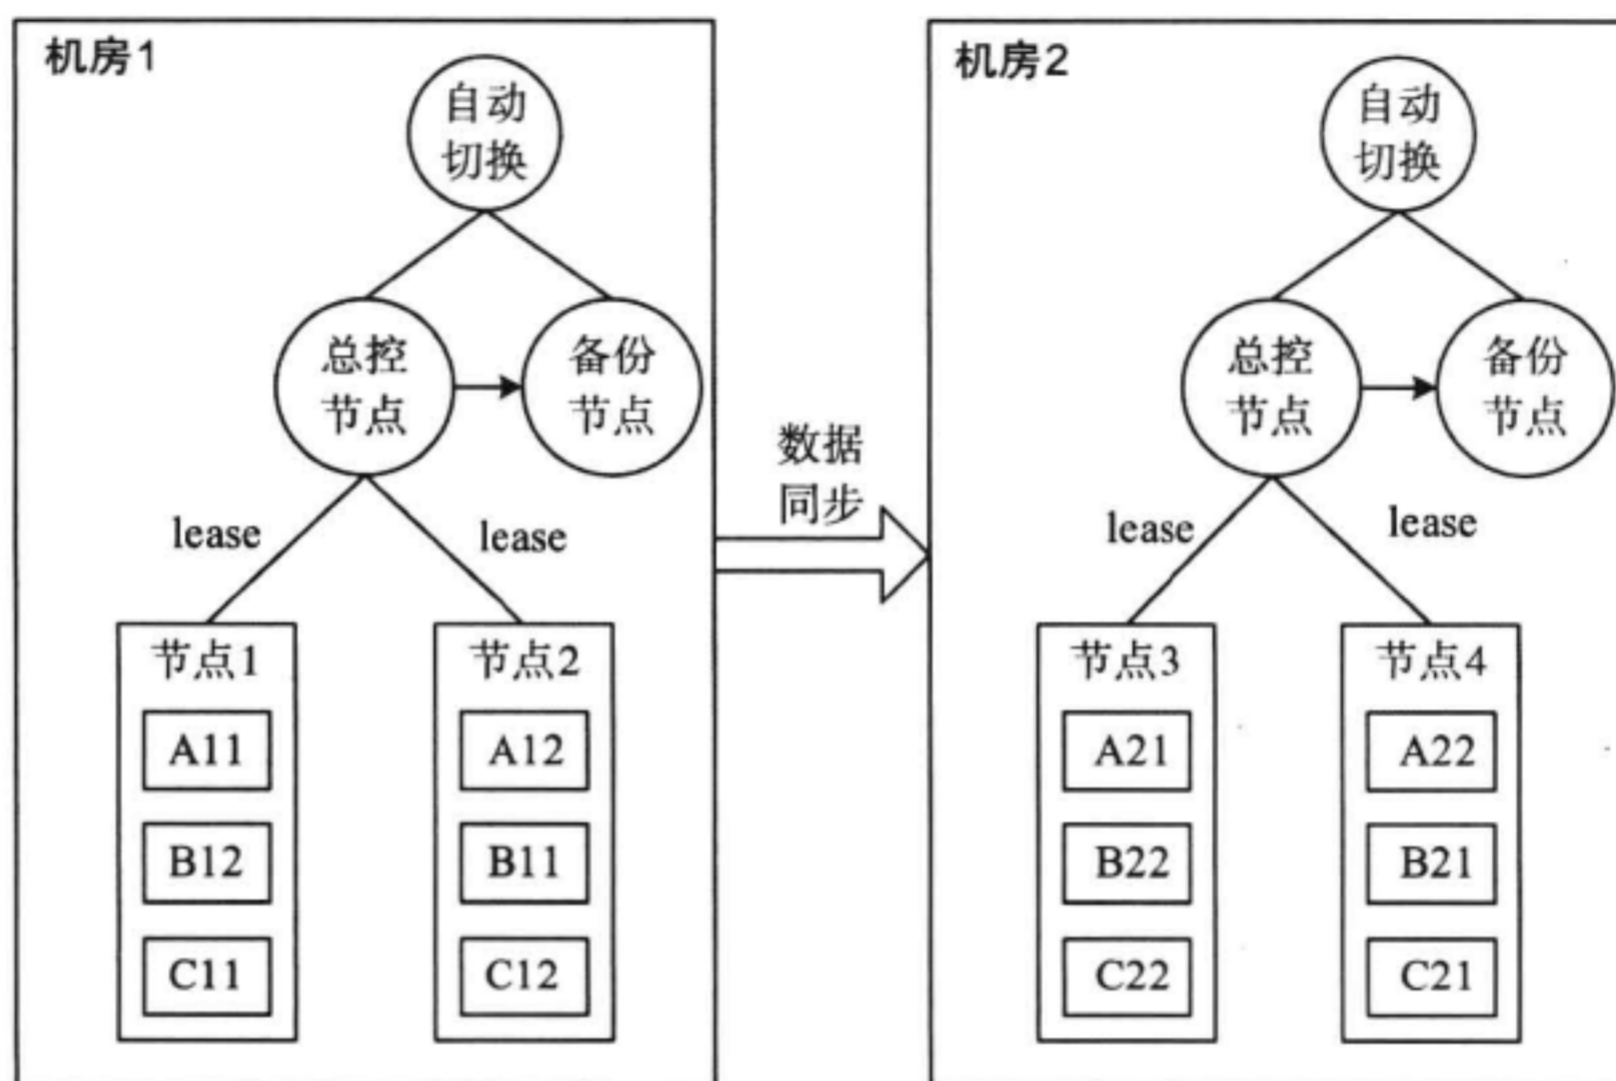 机房1
自动
切换
总控
节点
备份
节点
lease
lease
节点1
A11
B12
C11
节点2
A12
B11
C12
数据
同步
机房2
自动
切换
总控
节点
备份
节点
lease
lease
节点3
A21
B22
C22
节点4
A22
B21
C21